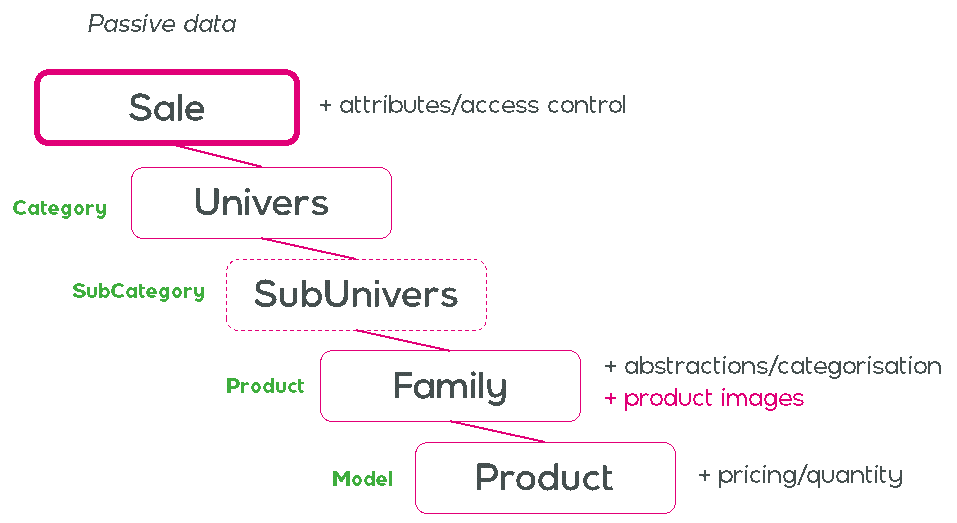 Passive data
Sale
+ attributes/access control
Category
Univers
SubCategory
SubUnivers
Product
Family
+ abstractions/categorisation
+ product images
Model
Product
+ pricing/quantity